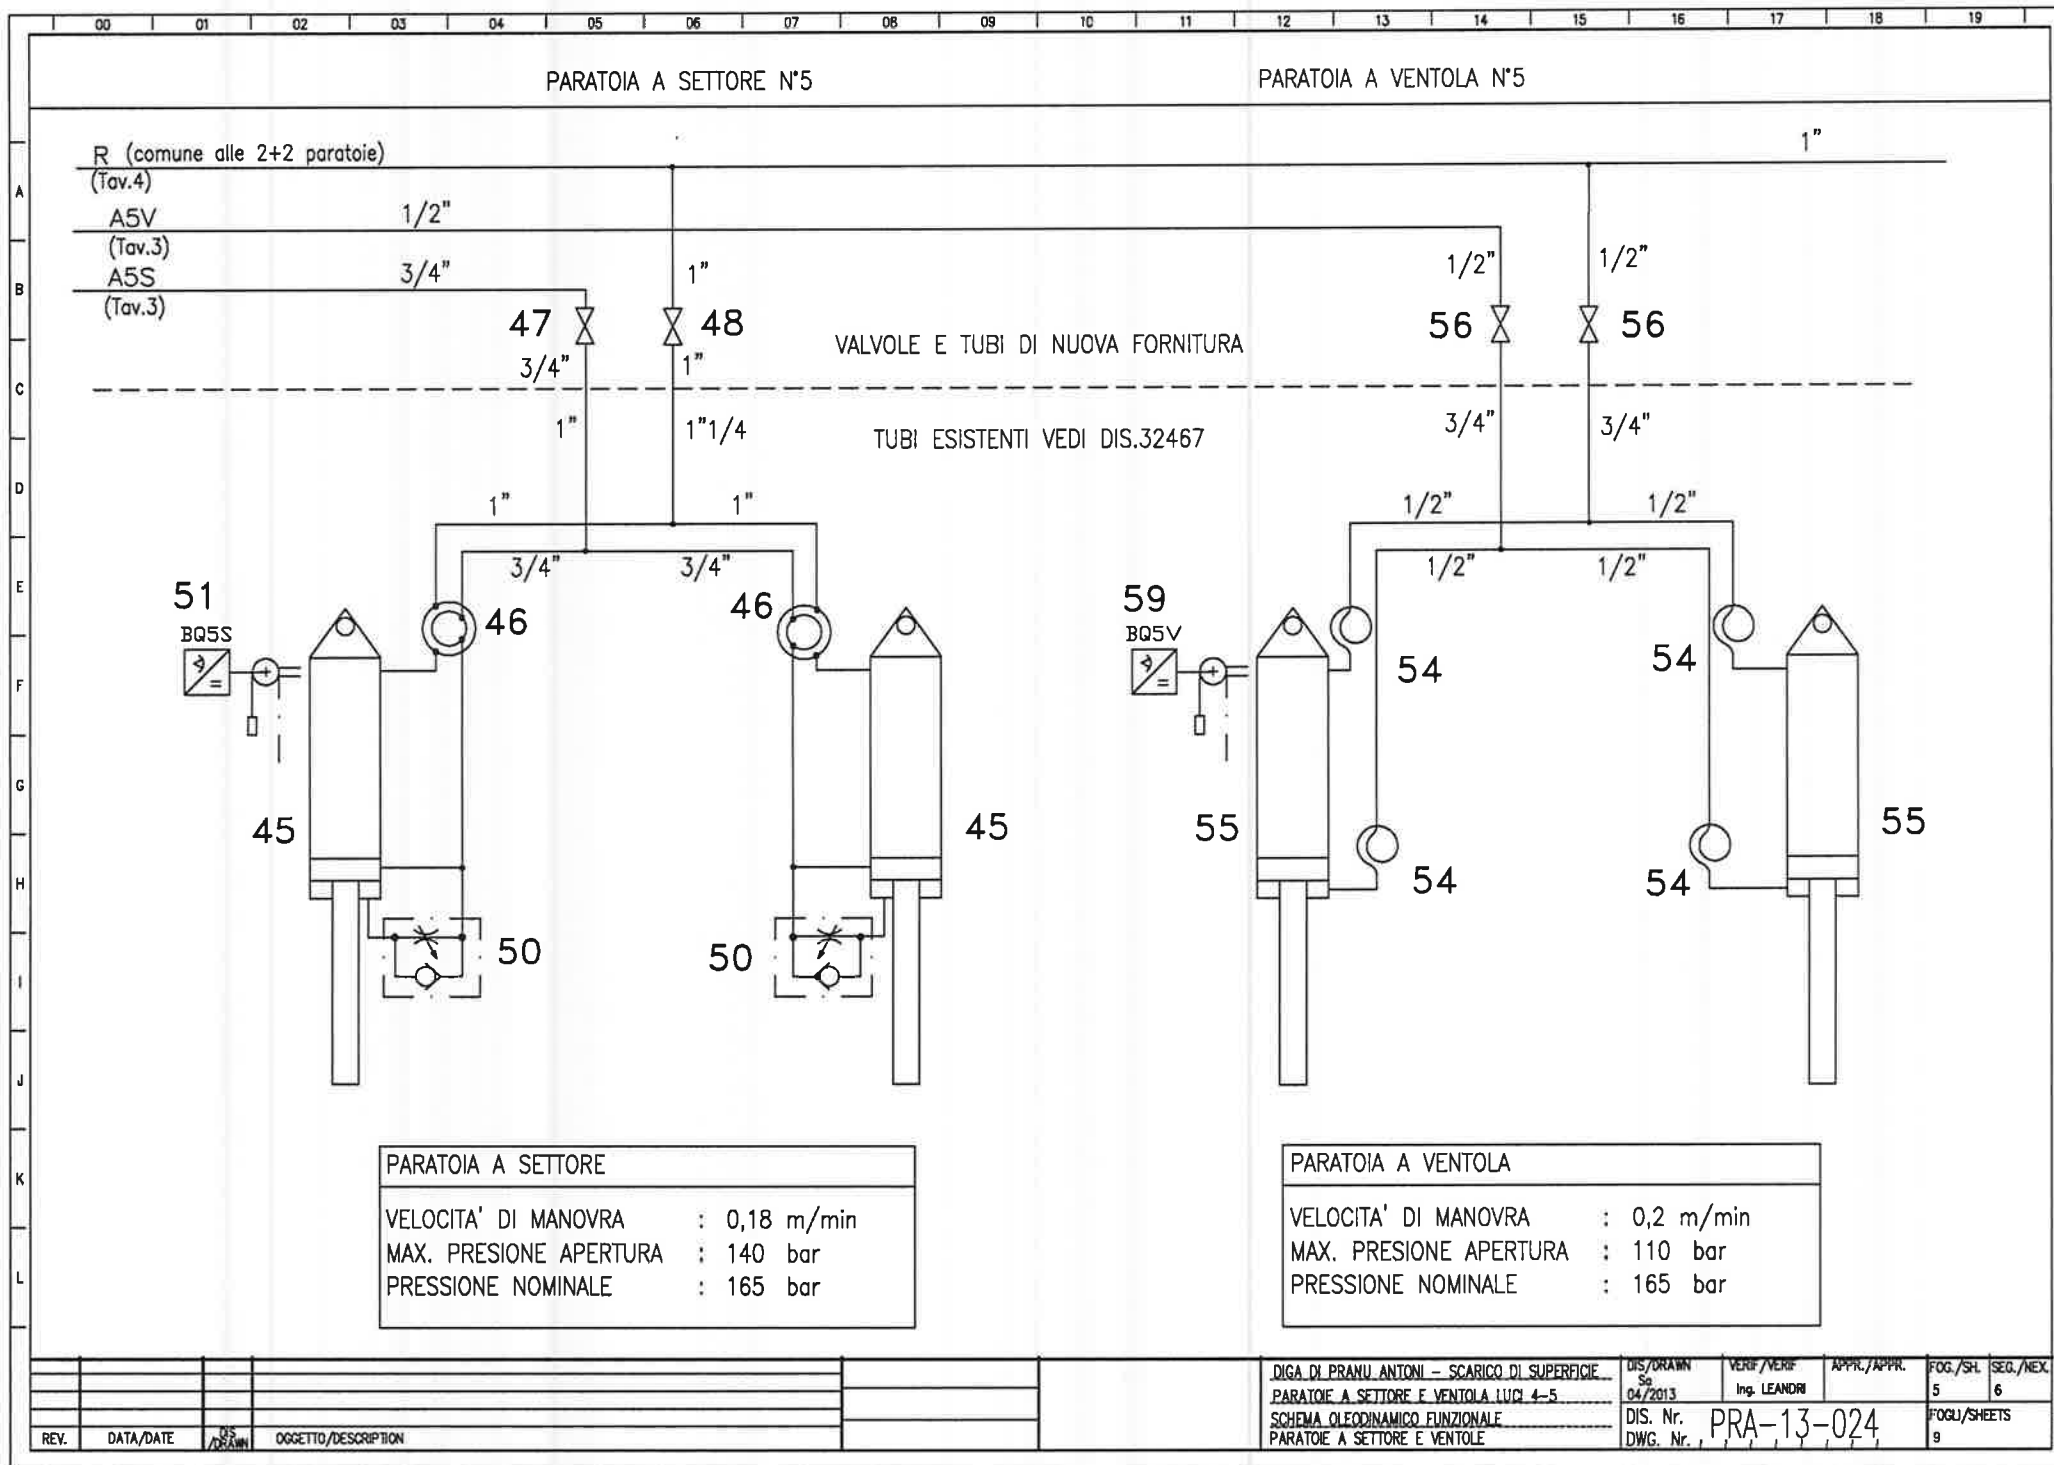 00 01 02 03 04 05 06 07 08 09 10 11 12 13 14 15 16 17 18 19
PARATOIA A SETTORE N°5
PARATOIA A VENTOLA N°5
R (comune alle 2+2 paratoie)
1"
(Tav.4)
A
A5V
1/2"
(Tav.3)
A5S
3/4"
1"
1/2"
1/2"
B
(Tav.3)
47
48
56
56
VALVOLE E TUBI DI NUOVA FORNITURA
3/4"
1"
C
1"
1"1/4
TUBI ESISTENTI VEDI DIS.32467
3/4"
3/4"
D
1"
1"
1/2"
1/2"
3/4"
3/4"
1/2"
1/2"
E
51
46
46
59
BQ5S
BQ5V
=
=
54
54
F
G
45
45
55
55
H
54
54
50
50
I
J
K
PARATOIA A SETTORE
VELOCITA' DI MANOVRA : 0,18 m/min
MAX. PRESIONE APERTURA : 140 bar
PRESSIONE NOMINALE : 165 bar
PARATOIA A VENTOLA
VELOCITA' DI MANOVRA : 0,2 m/min
MAX. PRESIONE APERTURA : 110 bar
PRESSIONE NOMINALE : 165 bar
L
REV. DATA/DATE DIS/DRAWN OGGETTO/DESCRIPTION
DIGA DI PRANU ANTONI - SCARICO DI SUPERFICIE
PARATOIE A SETTORE E VENTOLA LUCI 4-5
SCHEMA OLEODINAMICO FUNZIONALE
PARATOIE A SETTORE E VENTOLE
DIS/DRAWN
Sa
04/2013
VERIF/VERIF
Ing. LEANDRI
APPR./APPR.
FOG./SH.
5
SEG./NEX.
6
DIS. Nr.
DWG. Nr.
PRA-13-024
FOGLI/SHEETS
9